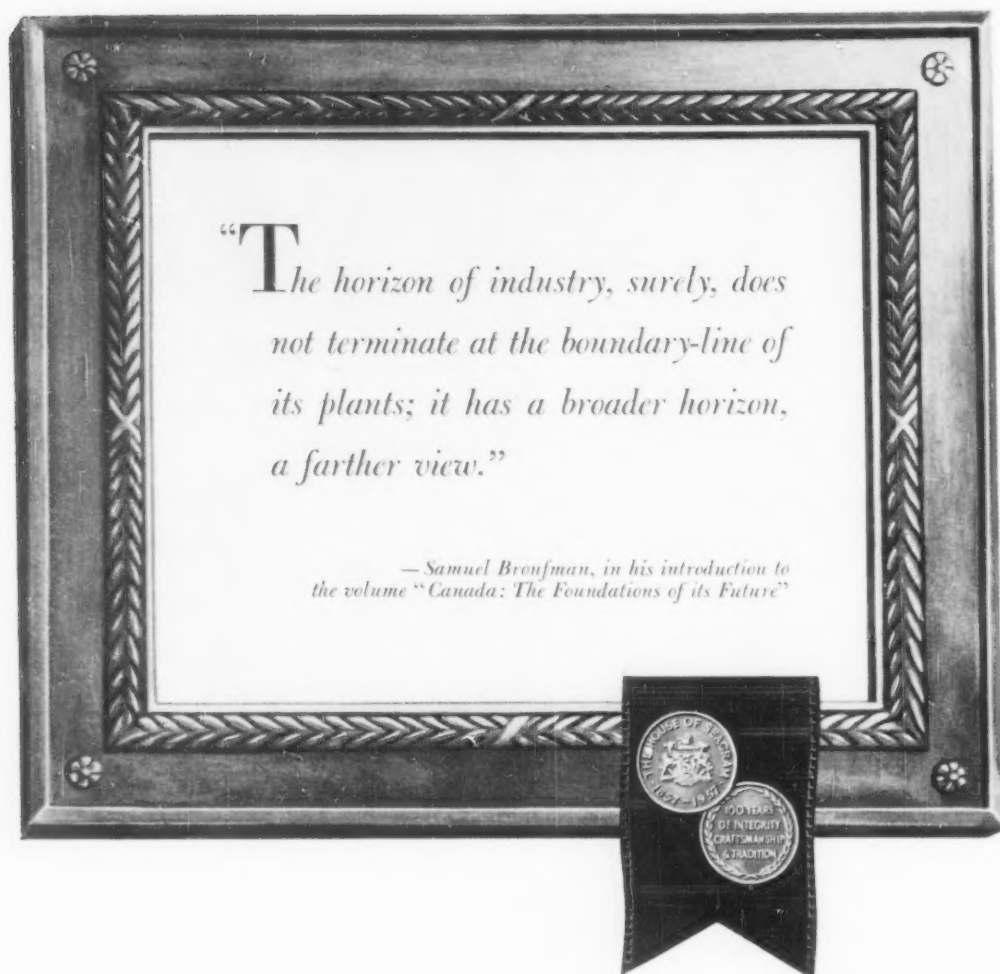 “The horizon of industry, surely, does
not terminate at the boundary-line of
its plants; it has a broader horizon,
a farther view.”
— Samuel Bronfman, in his introduction to
the volume “Canada: The Foundations of its Future”
THE HOUSE OF SEAGRAM
1857–1957
100 YEARS
OF INTEGRITY
CRAFTSMANSHIP
& TRADITION